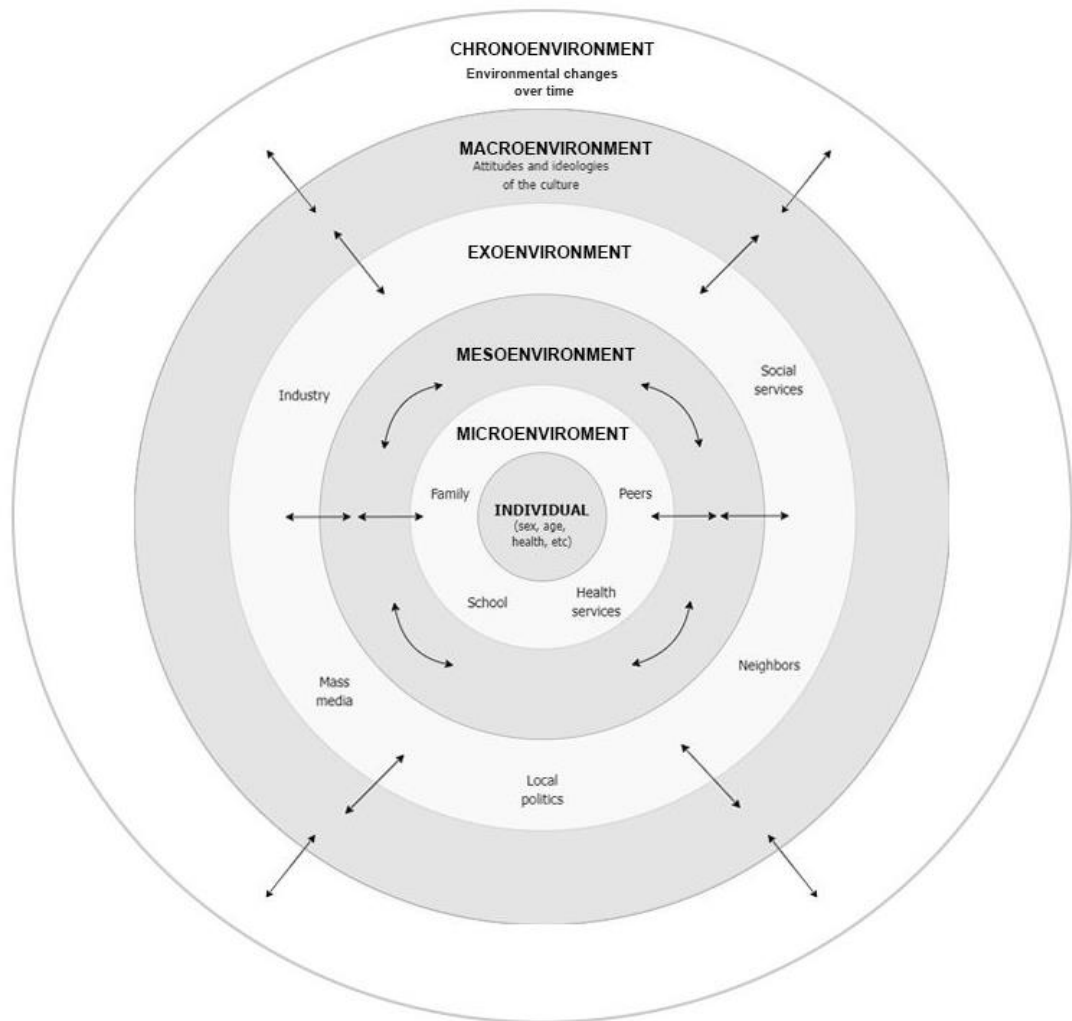 CHRONOENVIRONMENT
Environmental changes
over time
MACROENVIRONMENT
Attitudes and ideologies
of the culture
EXOENVIRONMENT
MESOENVIRONMENT
Social
services
Industry
MICROENVIROMENT
Family
Peers
INDIVIDUAL
(sex, age,
health, etc)
School
Health
services
Neighbors
Mass
media
Local
politics